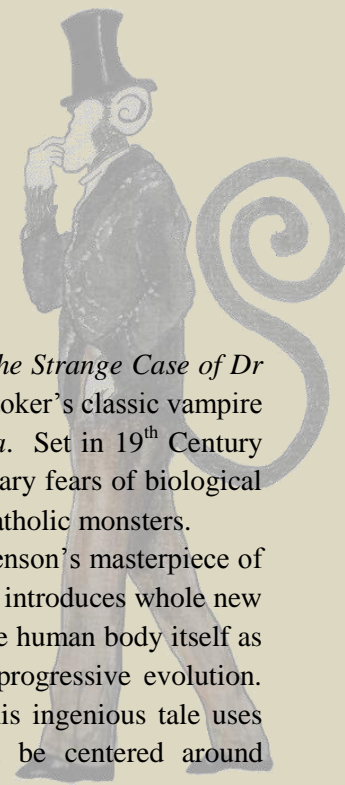 he Strange Case of Dr
oker's classic vampire
a. Set in 19th Century
ary fears of biological
atholic monsters.
enson's masterpiece of
introduces whole new
e human body itself as
progressive evolution.
his ingenious tale uses
be centered around